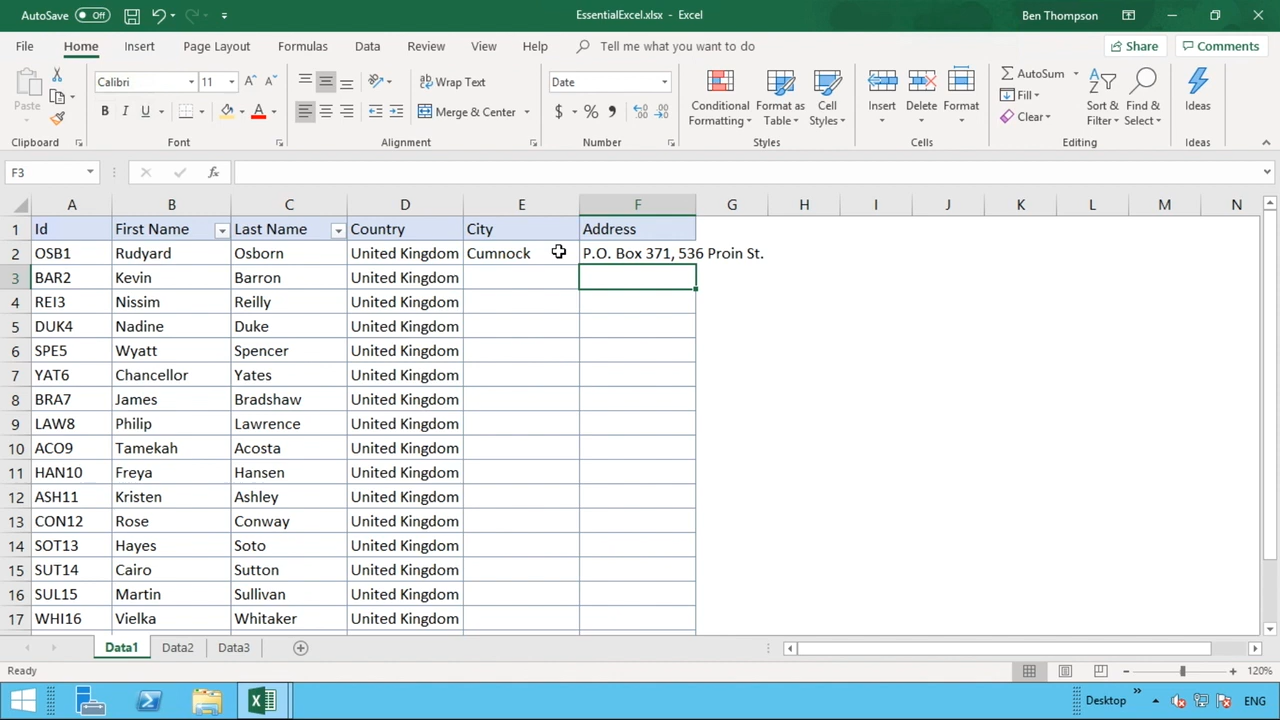 AutoSave Off EssentialExcel.xlsx - Excel Ben Thompson
File Home Insert Page Layout Formulas Data Review View Help Tell me what you want to do Share Comments
Paste Calibri 11 B I U Wrap Text Merge & Center Date $ % Conditional Formatting Format as Table Cell Styles Insert Delete Format AutoSum Fill Clear Sort & Filter Find & Select Ideas
Clipboard Font Alignment Number Styles Cells Editing Ideas
F3 fx
A B C D E F G H I J K L M N
1 Id First Name Last Name Country City Address
2 OSB1 Rudyard Osborn United Kingdom Cumnock P.O. Box 371, 536 Proin St.
3 BAR2 Kevin Barron United Kingdom
4 REI3 Nissim Reilly United Kingdom
5 DUK4 Nadine Duke United Kingdom
6 SPE5 Wyatt Spencer United Kingdom
7 YAT6 Chancellor Yates United Kingdom
8 BRA7 James Bradshaw United Kingdom
9 LAW8 Philip Lawrence United Kingdom
10 ACO9 Tamekah Acosta United Kingdom
11 HAN10 Freya Hansen United Kingdom
12 ASH11 Kristen Ashley United Kingdom
13 CON12 Rose Conway United Kingdom
14 SOT13 Hayes Soto United Kingdom
15 SUT14 Cairo Sutton United Kingdom
16 SUL15 Martin Sullivan United Kingdom
17 WHI16 Vielka Whitaker United Kingdom
Data1 Data2 Data3
Ready 120%
Desktop ENG